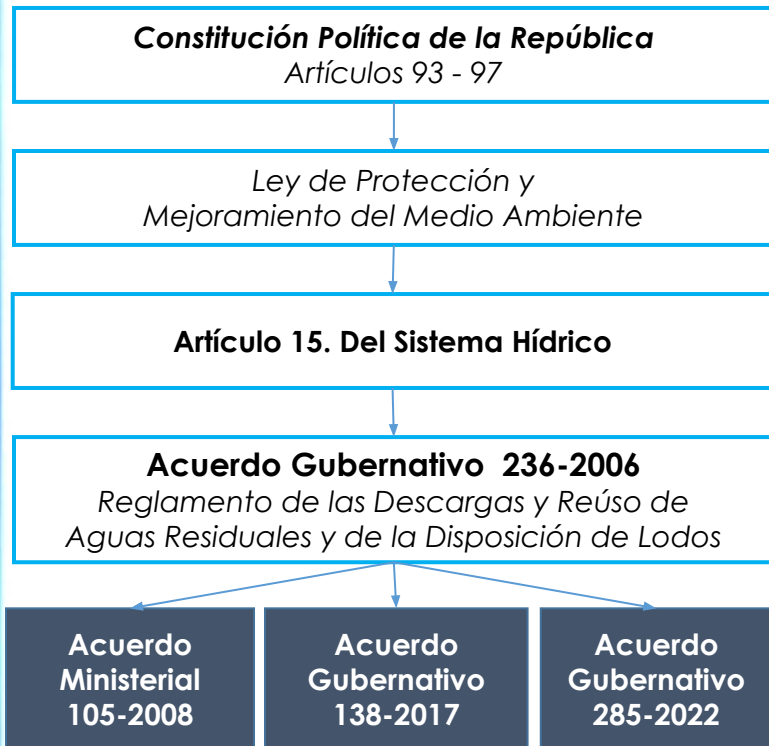 Constitución Política de la República
Artículos 93 - 97
Ley de Protección y
Mejoramiento del Medio Ambiente
Artículo 15. Del Sistema Hídrico
Acuerdo Gubernativo 236-2006
Reglamento de las Descargas y Reúso de
Aguas Residuales y de la Disposición de Lodos
Acuerdo
Ministerial
105-2008
Acuerdo
Gubernativo
138-2017
Acuerdo
Gubernativo
285-2022